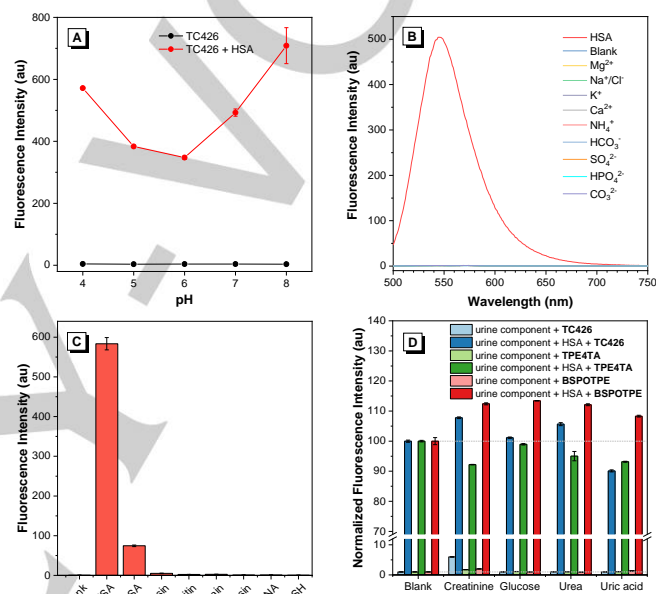 A
TC426
TC426 + HSA
Fluorescence Intensity (au)
800
600
400
200
0
4
5
6
7
8
pH
B
HSA
Blank
Mg2+
Na+/Cl-
K+
Ca2+
NH4+
HCO3-
SO42-
HPO42-
CO32-
Fluorescence Intensity (au)
500
400
300
200
100
0
500
550
600
650
700
750
Wavelength (nm)
C
Fluorescence Intensity (au)
600
500
400
300
200
100
0
D
urine component + TC426
urine component + HSA + TC426
urine component + TPE4TA
urine component + HSA + TPE4TA
urine component + BSPOTPE
urine component + HSA + BSPOTPE
Normalized Fluorescence Intensity (au)
140
130
120
110
100
90
80
70
10
5
0
Blank
Creatinine
Glucose
Urea
Uric acid